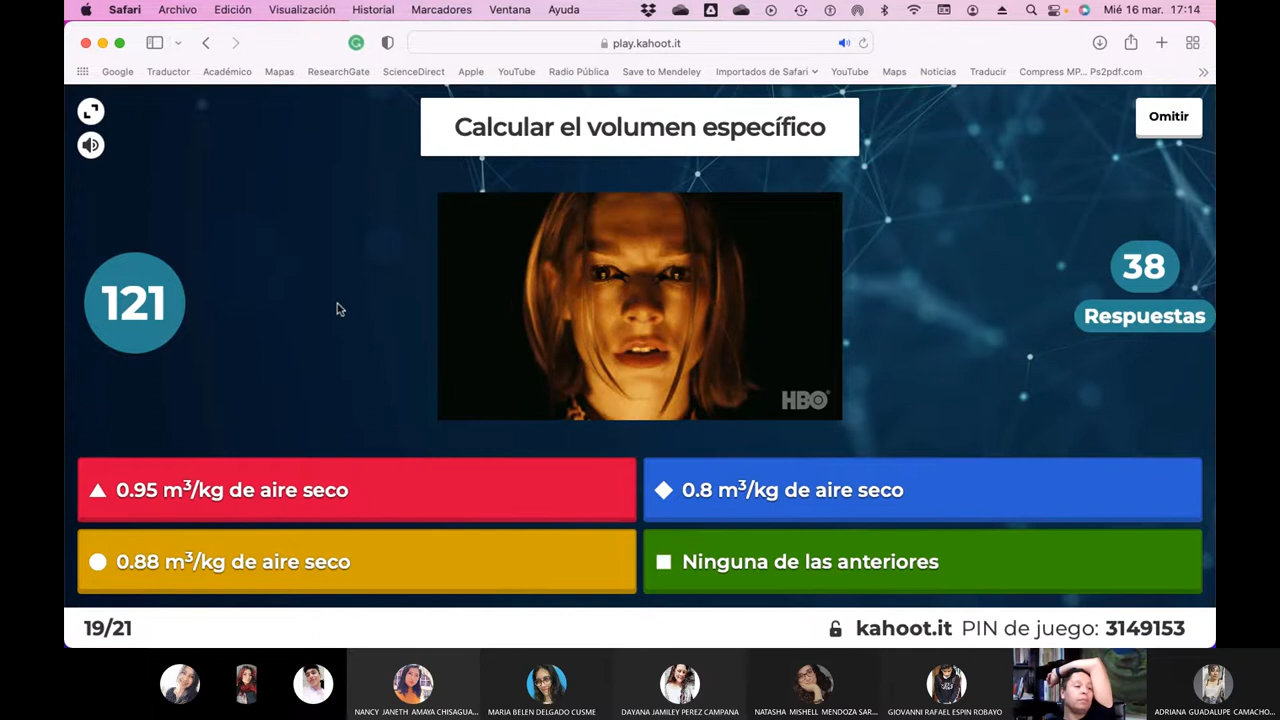 Safari Archivo Edición Visualización Historial Marcadores Ventana Ayuda Mié 16 mar. 17:14
play.kahoot.it
Google Traductor Académico Mapas ResearchGate ScienceDirect Apple YouTube Radio Pública Save to Mendeley Importados de Safari YouTube Maps Noticias Traducir Compress MP... Ps2pdf.com
Calcular el volumen específico
Omitir
121
38
Respuestas
HBO
0.95 m³/kg de aire seco
0.8 m³/kg de aire seco
0.88 m³/kg de aire seco
Ninguna de las anteriores
19/21
kahoot.it PIN de juego: 3149153
NANCY JANETH AMAYA CHISAGUA...
MARIA BELEN DELGADO CUSME
DAYANA JAMILEY PEREZ CAMPANA
NATASHA MISHELL MENDOZA SAR...
GIOVANNI RAFAEL ESPIN ROBAYO
ADRIANA GUADALUPE CAMACHO...